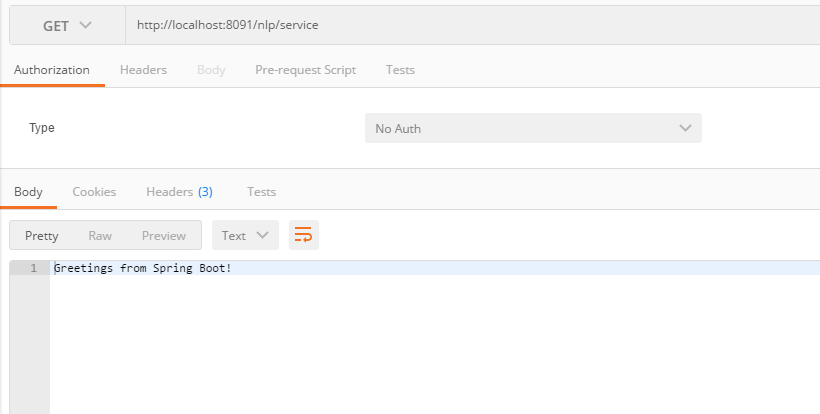 GET http://localhost:8091/nlp/service
Authorization Headers Body Pre-request Script Tests
Type No Auth
Body Cookies Headers (3) Tests
Pretty Raw Preview Text
1 Greetings from Spring Boot!